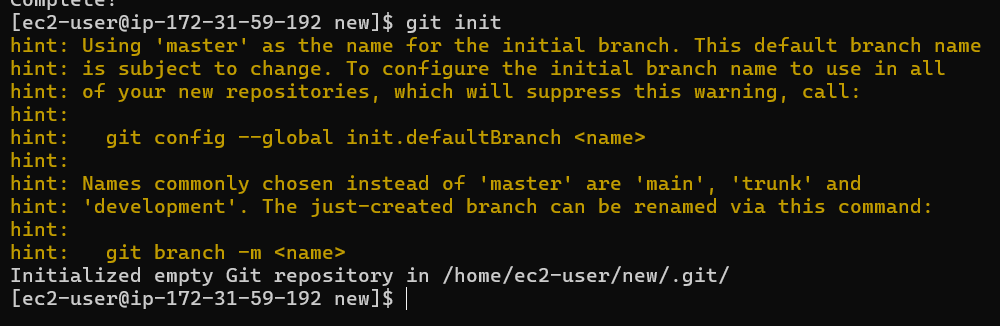 Complete!
[ec2-user@ip-172-31-59-192 new]$ git init
hint: Using 'master' as the name for the initial branch. This default branch name
hint: is subject to change. To configure the initial branch name to use in all
hint: of your new repositories, which will suppress this warning, call:
hint:
hint:   git config --global init.defaultBranch <name>
hint:
hint: Names commonly chosen instead of 'master' are 'main', 'trunk' and
hint: 'development'. The just-created branch can be renamed via this command:
hint:
hint:   git branch -m <name>
Initialized empty Git repository in /home/ec2-user/new/.git/
[ec2-user@ip-172-31-59-192 new]$